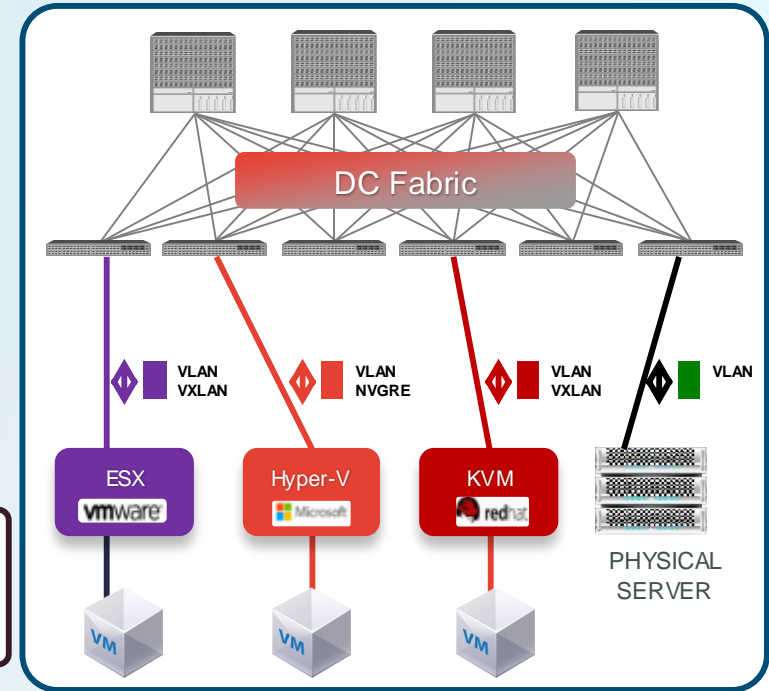 DC Fabric
VLAN
VXLAN
VLAN
NVGRE
VLAN
VXLAN
VLAN
ESX
vmware
Hyper-V
Microsoft
KVM
redhat
PHYSICAL
SERVER
VM
VM
VM